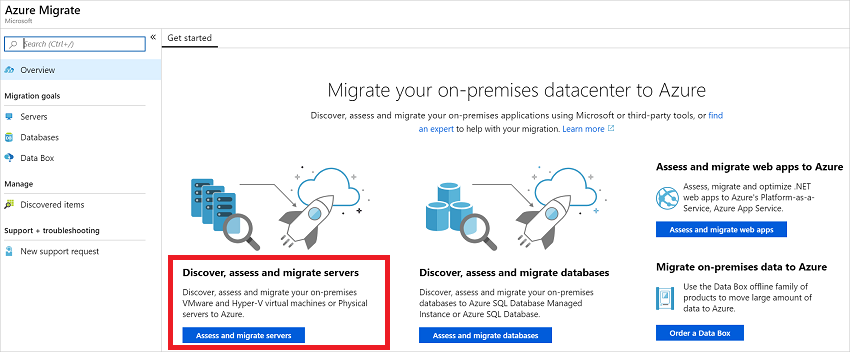 Azure Migrate
Microsoft
Search (Ctrl+/)
«
Overview
Migration goals
Servers
Databases
Data Box
Manage
Discovered items
Support + troubleshooting
New support request
Get started
Migrate your on-premises datacenter to Azure
Discover, assess and migrate your on-premises applications using Microsoft or third-party tools, or find
an expert to help with your migration. Learn more
Discover, assess and migrate servers
Discover, assess and migrate your on-premises
VMware and Hyper-V virtual machines or Physical
servers to Azure.
Assess and migrate servers
Discover, assess and migrate databases
Discover, assess and migrate your on-premises
databases to Azure SQL Database Managed
Instance or Azure SQL Database.
Assess and migrate databases
Assess and migrate web apps to Azure
Assess, migrate and optimize .NET
web apps to Azure's Platform-as-a-
Service, Azure App Service.
Assess and migrate web apps
Migrate on-premises data to Azure
Use the Data Box offline family of
products to move large amount of
data to Azure.
Order a Data Box